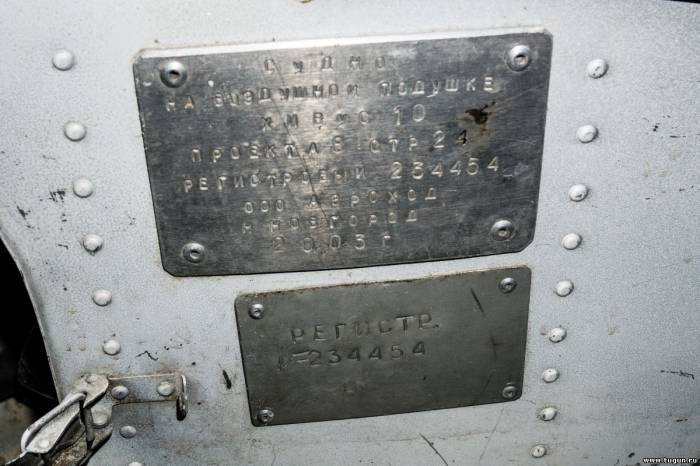 СУДНО
НА ВОЗДУШНОЙ ПОДУШКЕ
ХИВУС 10
ПРОЕКТ А8 СТР 24
РЕГИСТРОВЫЙ 234454
ООО АЭРОХОД
Н НОВГОРОД
2003 Г
РЕГИСТР.
234454
www.tugun.ru